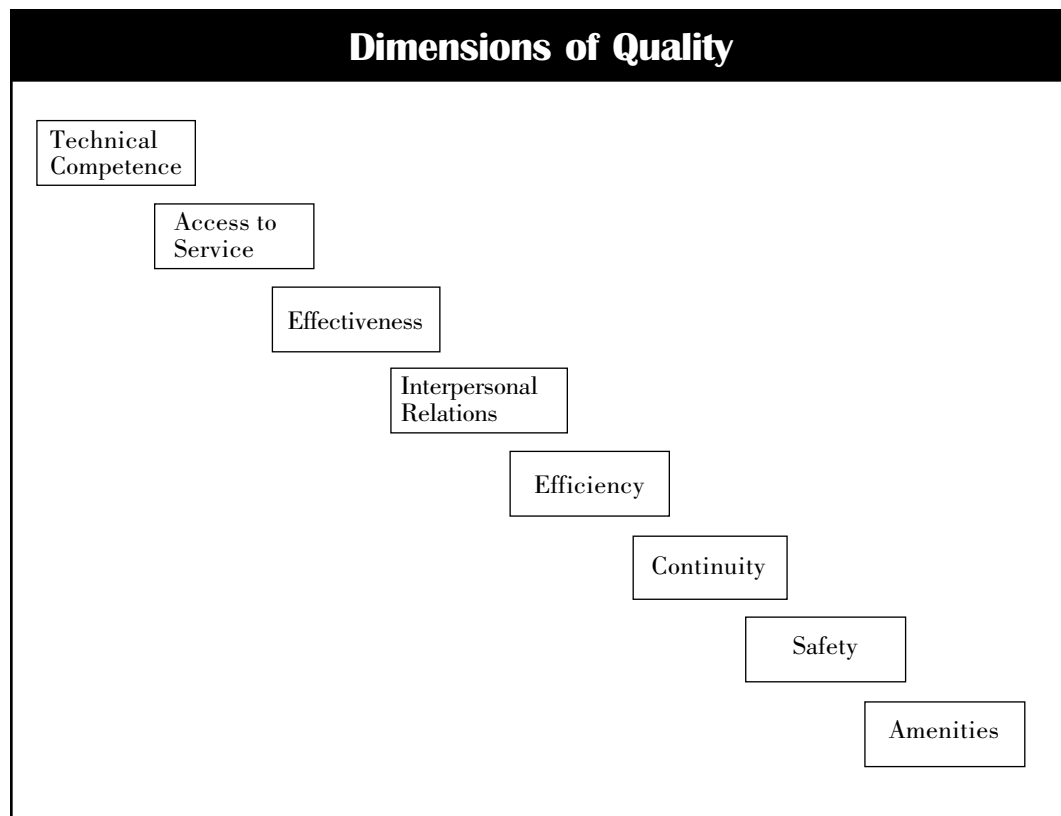 Dimensions of Quality
Technical
Competence
Access to
Service
Effectiveness
Interpersonal
Relations
Efficiency
Continuity
Safety
Amenities